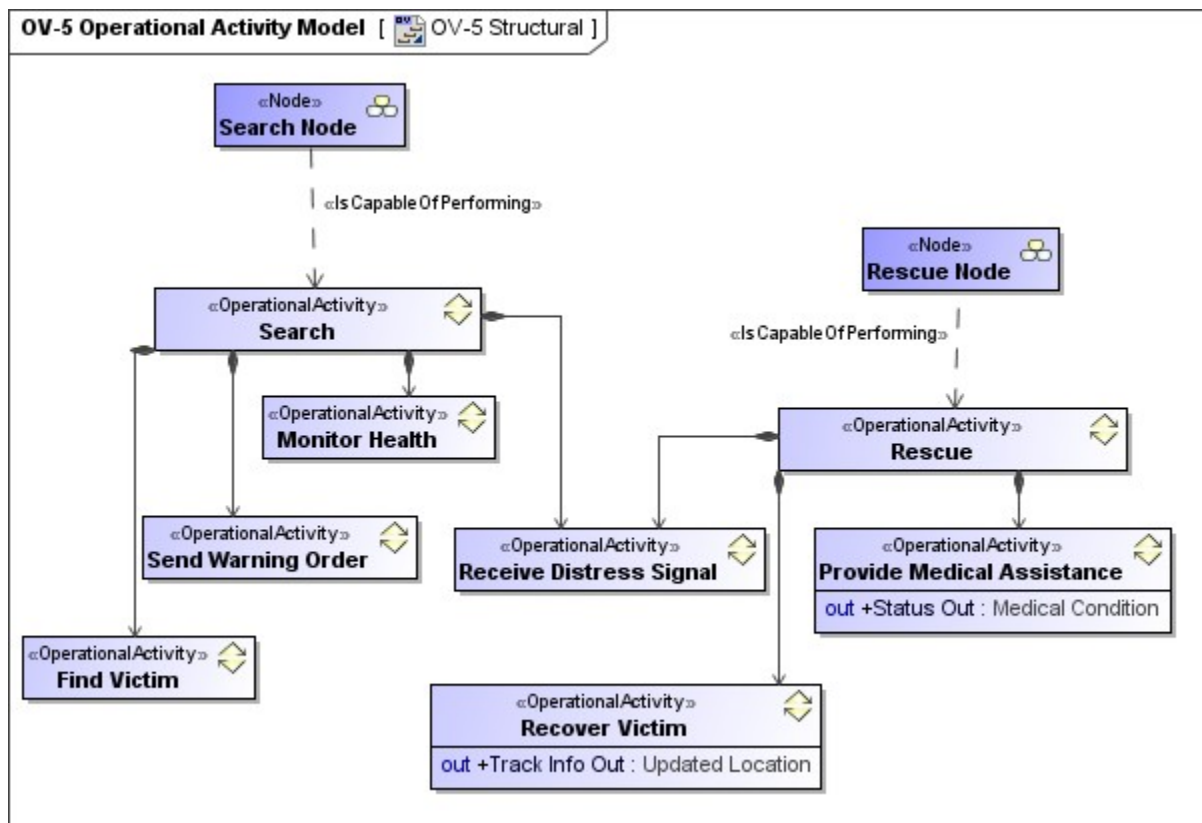 OV-5 Operational Activity Model [ OV-5 Structural ]
«Node»
Search Node
«Is Capable Of Performing»
«Node»
Rescue Node
«Is Capable Of Performing»
«OperationalActivity»
Search
«OperationalActivity»
Monitor Health
«OperationalActivity»
Rescue
«OperationalActivity»
Send Warning Order
«OperationalActivity»
Receive Distress Signal
«OperationalActivity»
Provide Medical Assistance
out +Status Out : Medical Condition
«OperationalActivity»
Find Victim
«OperationalActivity»
Recover Victim
out +Track Info Out : Updated Location